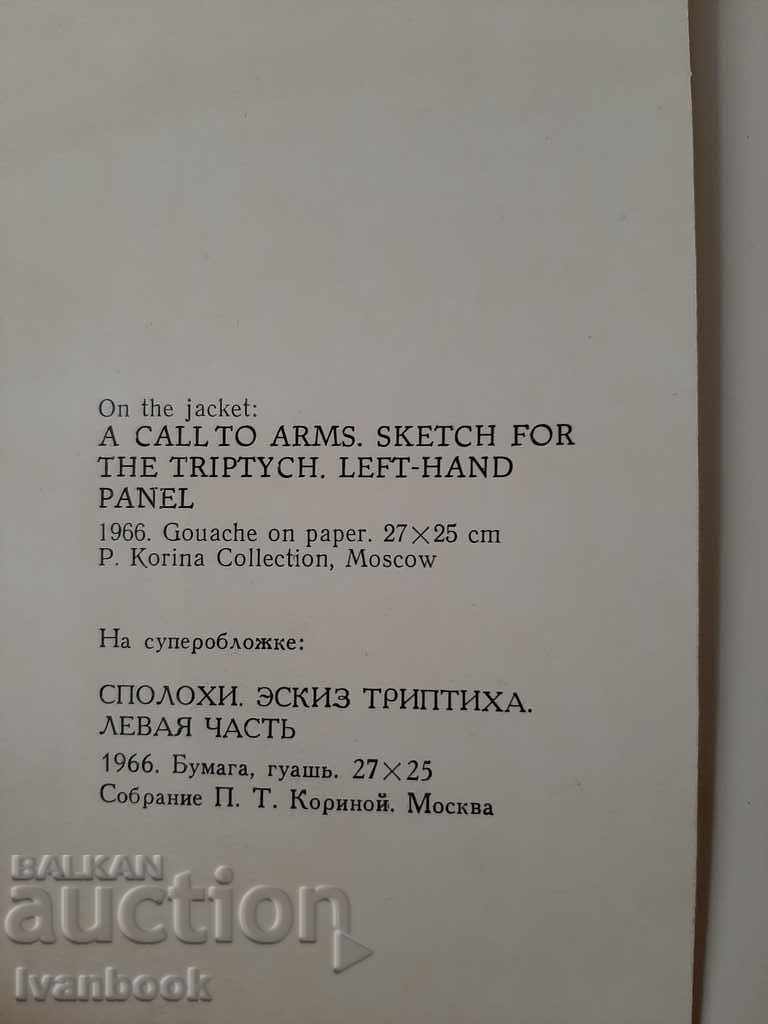 On the jacket:
A CALL TO ARMS. SKETCH FOR
THE TRIPTYCH. LEFT-HAND
PANEL
1966. Gouache on paper. 27×25 cm
P. Korina Collection, Moscow
На суперобложке:
СПОЛОХИ. ЭСКИЗ ТРИПТИХА.
ЛЕВАЯ ЧАСТЬ
1966. Бумага, гуашь. 27×25
Собрание П. Т. Кориной. Москва
BALKAN
auction
Ivanbook